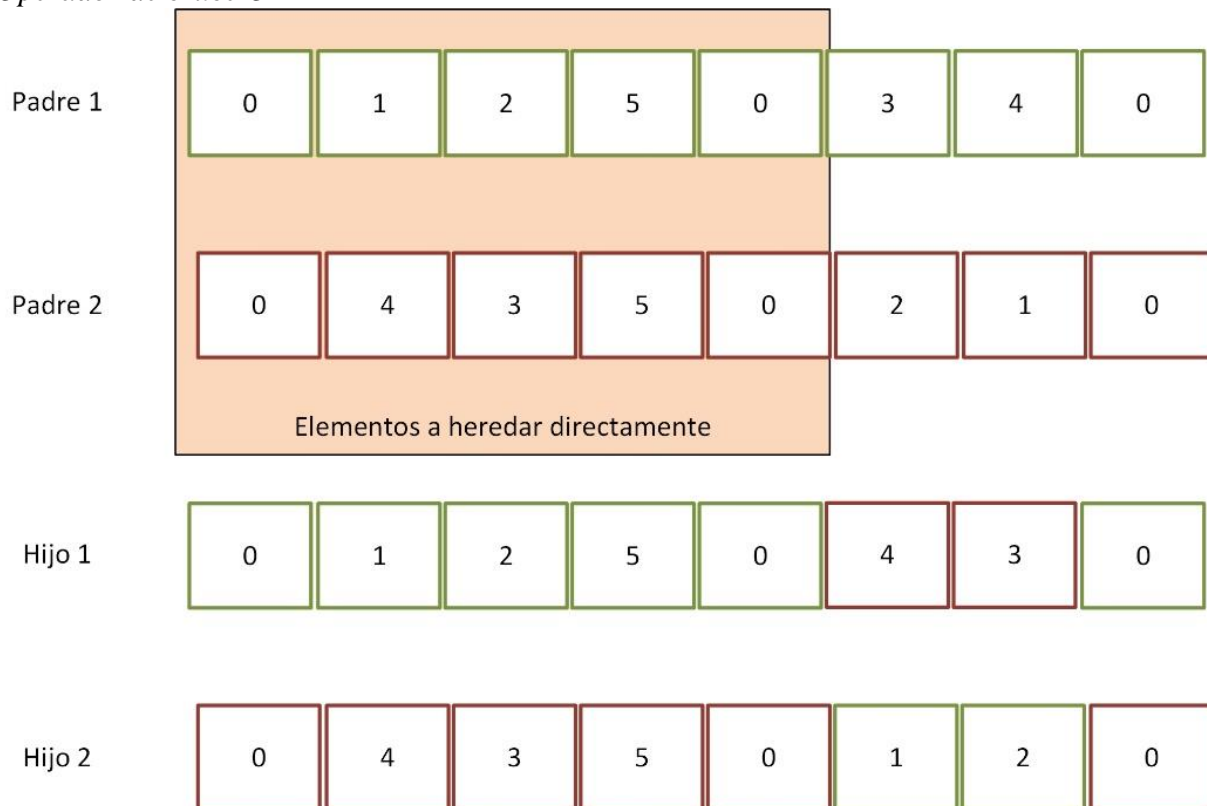 Padre 1 0 1 2 5 0 3 4 0
Padre 2 0 4 3 5 0 2 1 0
Elementos a heredar directamente
Hijo 1 0 1 2 5 0 4 3 0
Hijo 2 0 4 3 5 0 1 2 0